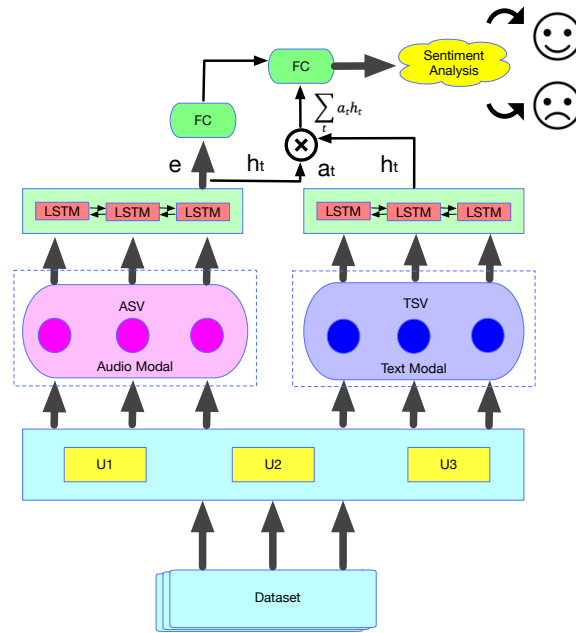 Sentiment
Analysis
FC
∑ₜ aₜhₜ
FC
e
hₜ
aₜ
hₜ
LSTM LSTM LSTM
LSTM LSTM LSTM
ASV
Audio Modal
TSV
Text Modal
U1 U2 U3
Dataset